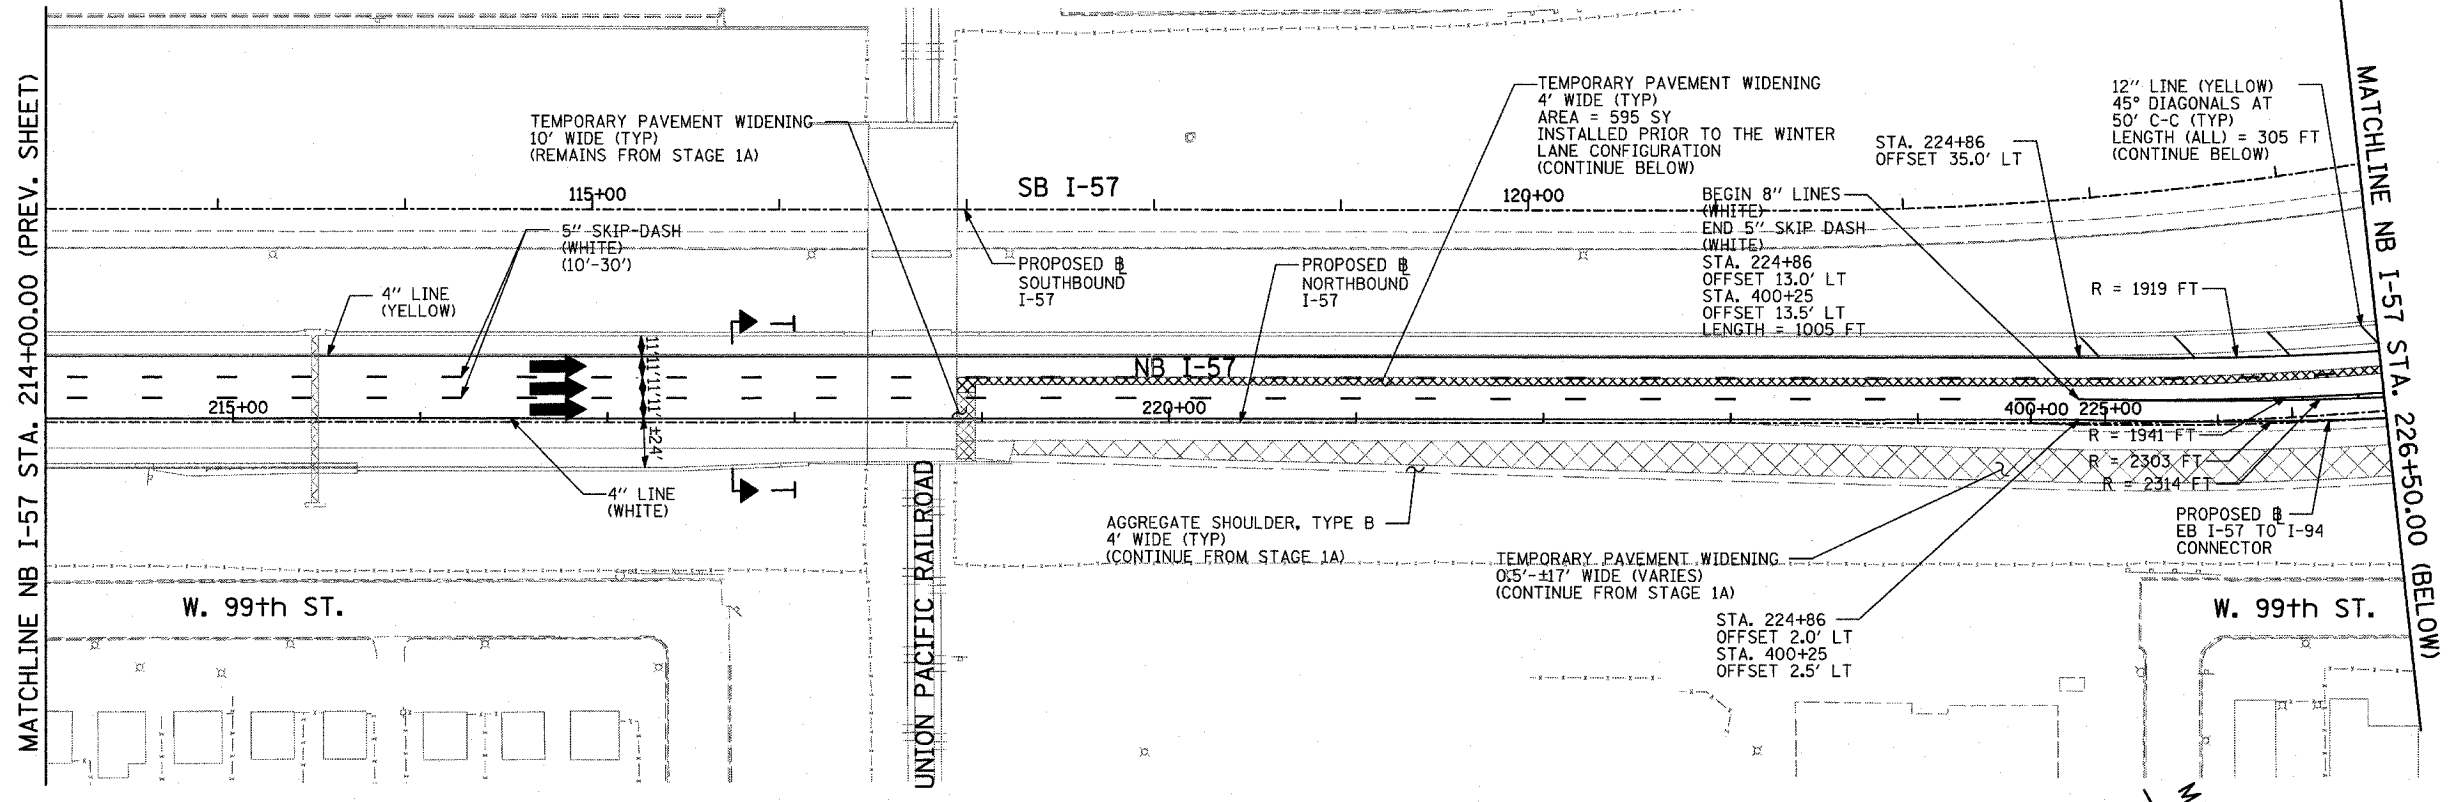 MATCHLINE NB I-57 STA. 214+00.00 (PREV. SHEET)
TEMPORARY PAVEMENT WIDENING
10' WIDE (TYP)
(REMAINS FROM STAGE 1A)
TEMPORARY PAVEMENT WIDENING
4' WIDE (TYP)
AREA = 595 SY
INSTALLED PRIOR TO THE WINTER
LANE CONFIGURATION
(CONTINUE BELOW)
STA. 224+86
OFFSET 35.0' LT
12" LINE (YELLOW)
45° DIAGONALS AT
50' C-C (TYP)
LENGTH (ALL) = 305 FT
(CONTINUE BELOW)
MATCHLINE NB I-57 STA. 226+50.00 (BELOW)
115+00
SB I-57
120+00
BEGIN 8" LINES
(WHITE)
END 5" SKIP DASH
(WHITE)
STA. 224+86
OFFSET 13.0' LT
STA. 400+25
OFFSET 13.5' LT
LENGTH = 1005 FT
5" SKIP-DASH
(WHITE)
(10'-30')
4" LINE
(YELLOW)
PROPOSED BL
SOUTHBOUND
I-57
PROPOSED BL
NORTHBOUND
I-57
R = 1919 FT
11'
11'
11'
11'
±24'
NB I-57
215+00
220+00
400+00
225+00
R = 1941 FT
R = 2303 FT
R = 2314 FT
4" LINE
(WHITE)
UNION PACIFIC RAILROAD
AGGREGATE SHOULDER, TYPE B
4' WIDE (TYP)
(CONTINUE FROM STAGE 1A)
TEMPORARY PAVEMENT WIDENING
0.5'-±17' WIDE (VARIES)
(CONTINUE FROM STAGE 1A)
PROPOSED BL
EB I-57 TO I-94
CONNECTOR
STA. 224+86
OFFSET 2.0' LT
STA. 400+25
OFFSET 2.5' LT
W. 99th ST.
W. 99th ST.
M